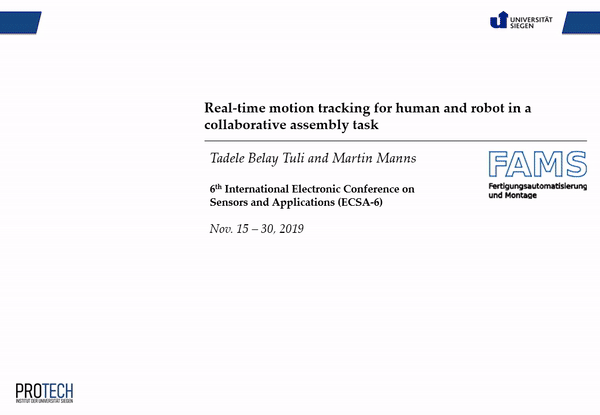 UNIVERSITÄT
SIEGEN
Real-time motion tracking for human and robot in a
collaborative assembly task
Tadele Belay Tuli and Martin Manns
FAMS
Fertigungsautomatisierung
und Montage
6th International Electronic Conference on
Sensors and Applications (ECSA-6)
Nov. 15 – 30, 2019
PROTECH
INSTITUT DER UNIVERSITÄT SIEGEN